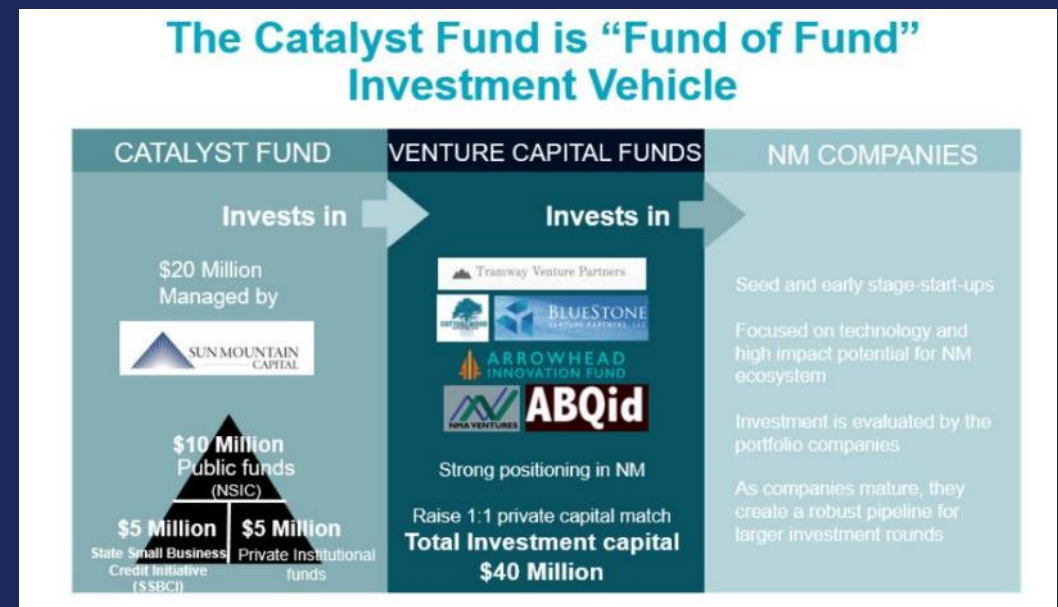 The Catalyst Fund is “Fund of Fund”
Investment Vehicle
CATALYST FUND
Invests in
$20 Million
Managed by
SUN MOUNTAIN
CAPITAL
$10 Million
Public funds
(NSIC)
$5 Million
State Small Business
Credit Initiative
(SSBCI)
$5 Million
Private Institutional
funds
VENTURE CAPITAL FUNDS
Invests in
Tramway Venture Partners
BLUESTONE
VENTURE PARTNERS, LLC
ARROWHEAD
INNOVATION FUND
NMA VENTURES
ABQid
Strong positioning in NM
Raise 1:1 private capital match
Total Investment capital
$40 Million
NM COMPANIES
Seed and early stage-start-ups
Focused on technology and
high impact potential for NM
ecosystem
Investment is evaluated by the
portfolio companies
As companies mature, they
create a robust pipeline for
larger investment rounds